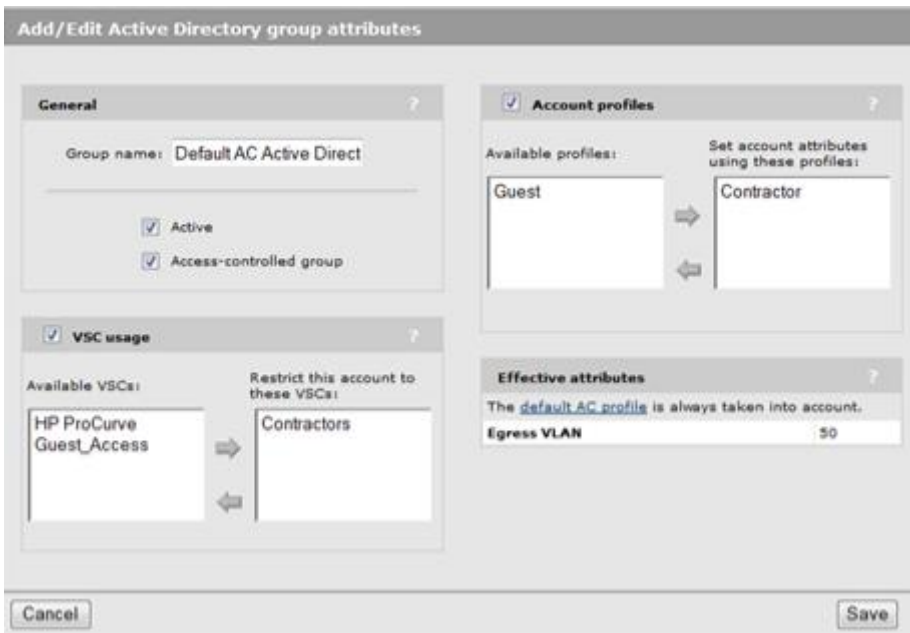 Add/Edit Active Directory group attributes
General ?
Group name: Default AC Active Direct
Active
Access-controlled group
VSC usage ?
Available VSCs:
Restrict this account to
these VSCs:
HP ProCurve
Guest_Access
Contractors
Account profiles ?
Available profiles:
Set account attributes
using these profiles:
Guest
Contractor
Effective attributes ?
The default AC profile is always taken into account.
Egress VLAN 50
Cancel
Save